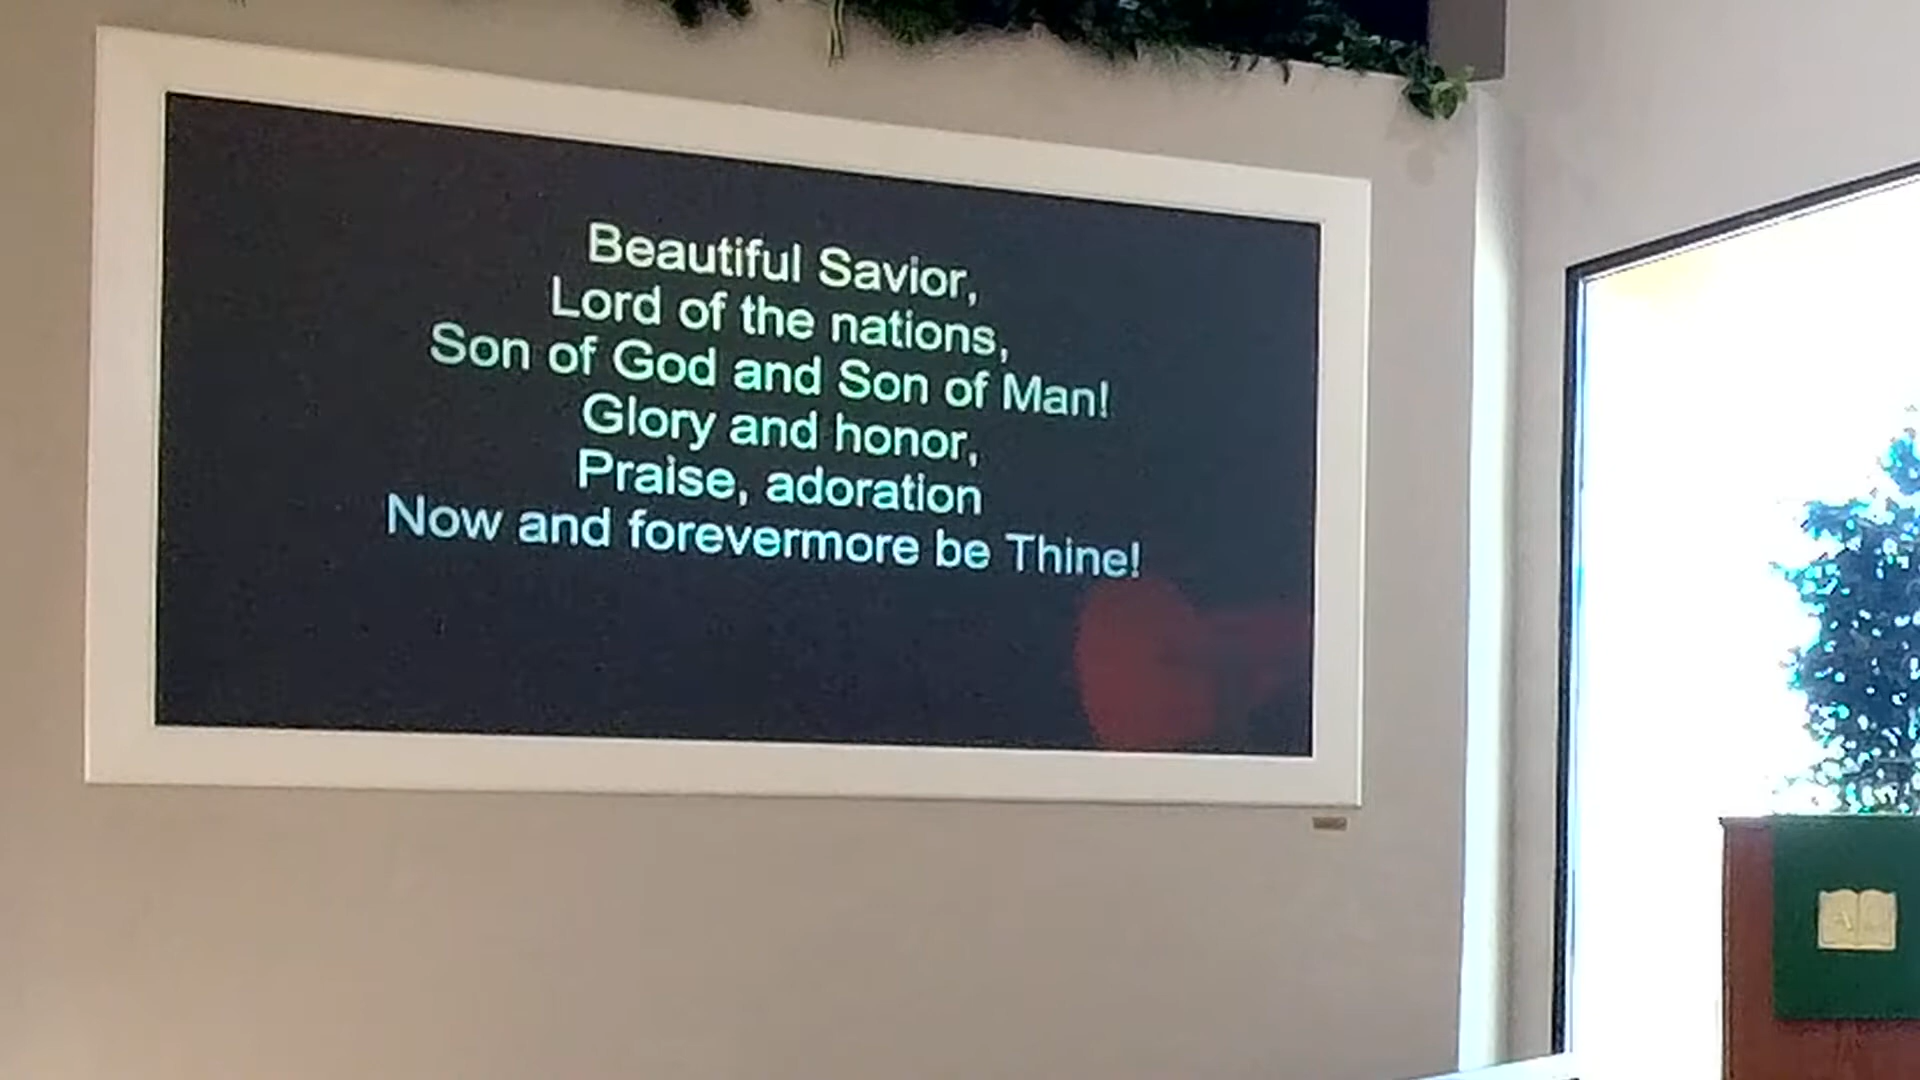 Beautiful Savior,
Lord of the nations,
Son of God and Son of Man!
Glory and honor,
Praise, adoration
Now and forevermore be Thine!